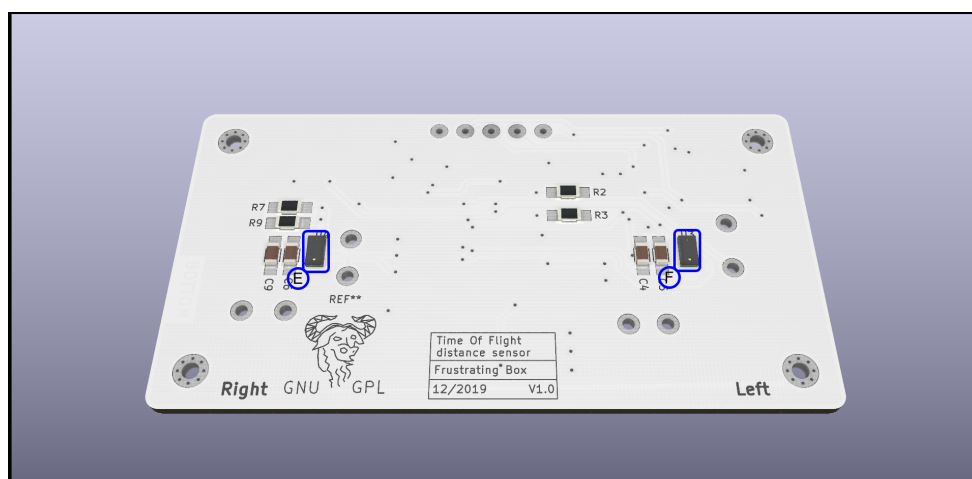 R2
R7
R3
R9
C9
E
C4
F
REF**
Time Of Flight
distance sensor
Frustrating* Box
12/2019 V1.0
Right GNU GPL
Left